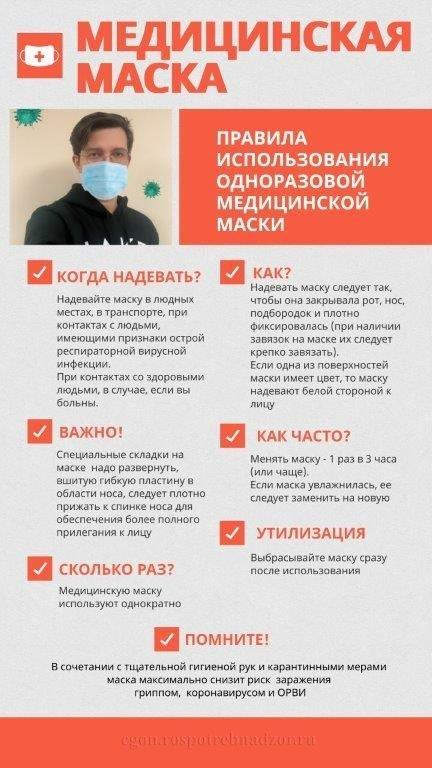 МЕДИЦИНСКАЯ
МАСКА
ПРАВИЛА
ИСПОЛЬЗОВАНИЯ
ОДНОРАЗОВОЙ
МЕДИЦИНСКОЙ
МАСКИ
КОГДА НАДЕВАТЬ?
Надевайте маску в людных
местах, в транспорте, при
контактах с людьми,
имеющими признаки острой
респираторной вирусной
инфекции.
При контактах со здоровыми
людьми, в случае, если вы
больны.
КАК?
Надевать маску следует так,
чтобы она закрывала рот, нос,
подбородок и плотно
фиксировалась (при наличии
завязок на маске их следует
крепко завязать).
Если одна из поверхностей
маски имеет цвет, то маску
надевают белой стороной к
лицу
ВАЖНО!
Специальные складки на
маске надо развернуть,
вшитую гибкую пластину в
области носа, следует плотно
прижать к спинке носа для
обеспечения более полного
прилегания к лицу
КАК ЧАСТО?
Менять маску - 1 раз в 3 часа
(или чаще).
Если маска увлажнилась, ее
следует заменить на новую
СКОЛЬКО РАЗ?
Медицинскую маску
используют однократно
УТИЛИЗАЦИЯ
Выбрасывайте маску сразу
после использования
ПОМНИТЕ!
В сочетании с тщательной гигиеной рук и карантинными мерами
маска максимально снизит риск заражения
гриппом, коронавирусом и ОРВИ
cgon.rospotrebnadzor.ru